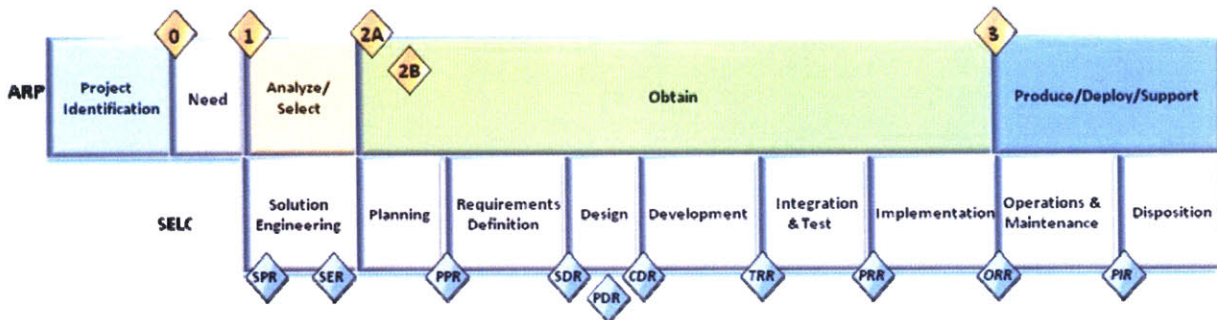 0
1
2A
2B
3
ARP
Project
Identification
Need
Analyze/
Select
Obtain
Produce/Deploy/Support
SELC
Solution
Engineering
Planning
Requirements
Definition
Design
Development
Integration
& Test
Implementation
Operations &
Maintenance
Disposition
SPR
SER
PPR
SDR
PDR
CDR
TRR
PRR
ORR
PIR